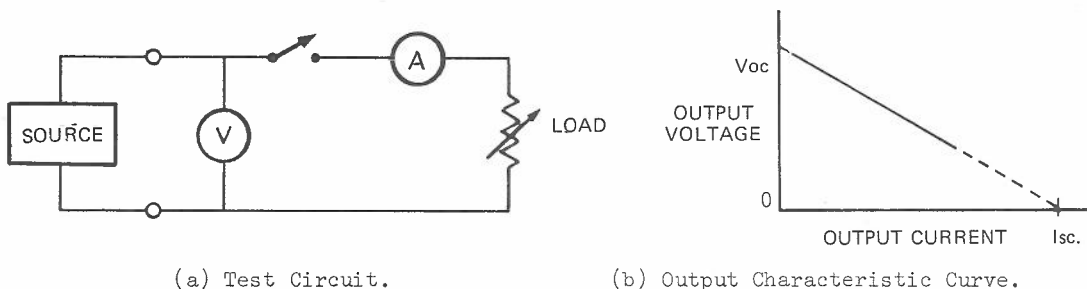 SOURCE
V
A
LOAD
Voc
OUTPUT
VOLTAGE
0
OUTPUT CURRENT Isc.
(a) Test Circuit.
(b) Output Characteristic Curve.